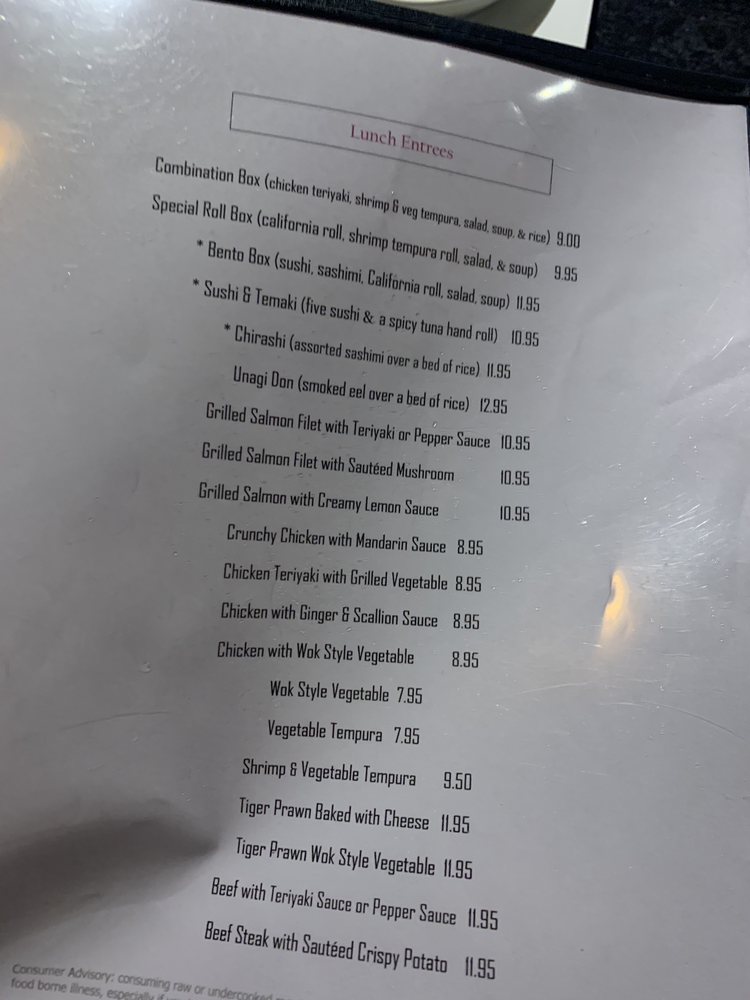 Lunch Entrees
Combination Box (chicken teriyaki, shrimp & veg tempura, salad, soup, & rice) 9.00
Special Roll Box (california roll, shrimp tempura roll, salad, & soup) 9.95
* Bento Box (sushi, sashimi, California roll, salad, soup) 11.95
* Sushi & Temaki (five sushi & a spicy tuna hand roll) 10.95
* Chirashi (assorted sashimi over a bed of rice) 11.95
Unagi Don (smoked eel over a bed of rice) 12.95
Grilled Salmon Filet with Teriyaki or Pepper Sauce 10.95
Grilled Salmon Filet with Sautéed Mushroom 10.95
Grilled Salmon with Creamy Lemon Sauce 10.95
Crunchy Chicken with Mandarin Sauce 8.95
Chicken Teriyaki with Grilled Vegetable 8.95
Chicken with Ginger & Scallion Sauce 8.95
Chicken with Wok Style Vegetable 8.95
Wok Style Vegetable 7.95
Vegetable Tempura 7.95
Shrimp & Vegetable Tempura 9.50
Tiger Prawn Baked with Cheese 11.95
Tiger Prawn Wok Style Vegetable 11.95
Beef with Teriyaki Sauce or Pepper Sauce 11.95
Beef Steak with Sautéed Crispy Potato 11.95
Consumer Advisory: consuming raw or undercooked
food borne illness, especially if